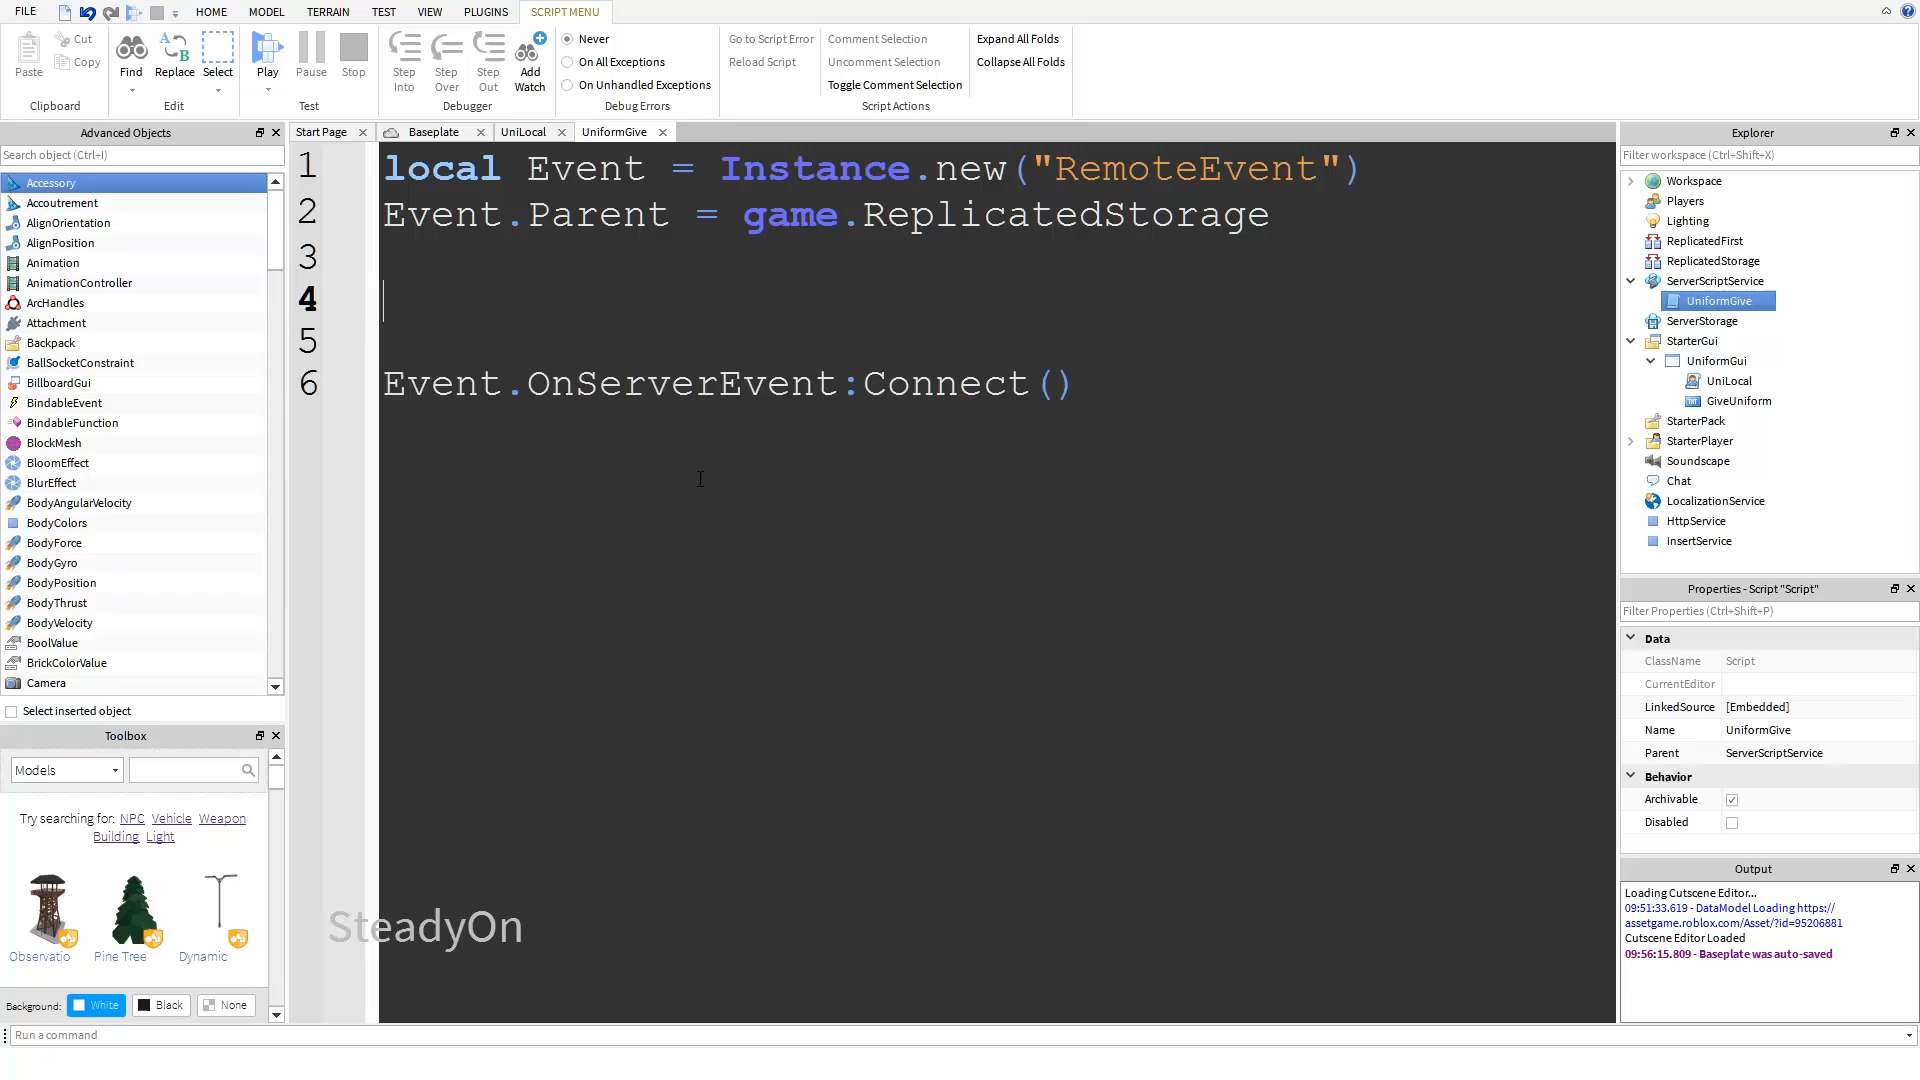 FILE HOME MODEL TERRAIN TEST VIEW PLUGINS SCRIPT MENU
Paste
Cut
Copy
Clipboard
Find Replace Select
Edit
Play Pause Stop
Test
Step Into
Step Over
Step Out
Add Watch
Debugger
Never
On All Exceptions
On Unhandled Exceptions
Debug Errors
Go to Script Error
Reload Script
Comment Selection
Uncomment Selection
Toggle Comment Selection
Script Actions
Expand All Folds
Collapse All Folds
Advanced Objects
Search object (Ctrl+I)
Accessory
Accoutrement
AlignOrientation
AlignPosition
Animation
AnimationController
ArcHandles
Attachment
Backpack
BallSocketConstraint
BillboardGui
BindableEvent
BindableFunction
BlockMesh
BloomEffect
BlurEffect
BodyAngularVelocity
BodyColors
BodyForce
BodyGyro
BodyPosition
BodyThrust
BodyVelocity
BoolValue
BrickColorValue
Camera
Select inserted object
Toolbox
Models
Try searching for: NPC Vehicle Weapon
Building Light
Observatio Pine Tree Dynamic
Background: White Black None
Start Page Baseplate UniLocal UniformGive
1 local Event = Instance.new("RemoteEvent")
2 Event.Parent = game.ReplicatedStorage
3
4
5
6 Event.OnServerEvent:Connect()
SteadyOn
Explorer
Filter workspace (Ctrl+Shift+X)
Workspace
Players
Lighting
ReplicatedFirst
ReplicatedStorage
ServerScriptService
UniformGive
ServerStorage
StarterGui
UniformGui
UniLocal
GiveUniform
StarterPack
StarterPlayer
Soundscape
Chat
LocalizationService
HttpService
InsertService
Properties - Script "Script"
Filter Properties (Ctrl+Shift+P)
Data
ClassName Script
CurrentEditor
LinkedSource [Embedded]
Name UniformGive
Parent ServerScriptService
Behavior
Archivable
Disabled
Output
Loading Cutscene Editor...
09:51:33.619 - DataModel Loading https://
assetgame.roblox.com/Asset/?id=95206881
Cutscene Editor Loaded
09:56:15.809 - Baseplate was auto-saved
Run a command